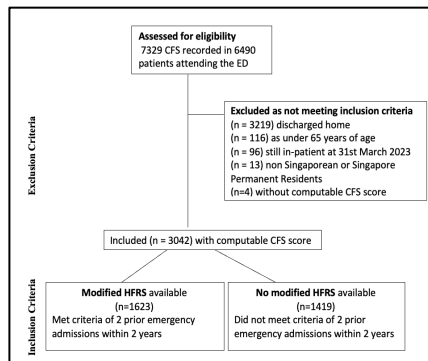 Assessed for eligibility
7329 CFS recorded in 6490
patients attending the ED
Exclusion Criteria
Excluded as not meeting inclusion criteria
(n = 3219) discharged home
(n = 116) as under 65 years of age
(n = 96) still in-patient at 31st March 2023
(n = 13) non Singaporean or Singapore
Permanent Residents
(n=4) without computable CFS score
Included (n = 3042) with computable CFS score
Inclusion Criteria
Modified HFRS available
(n=1623)
Met criteria of 2 prior emergency
admissions within 2 years
No modified HFRS available
(n=1419)
Did not meet criteria of 2 prior
emergency admissions within 2 years